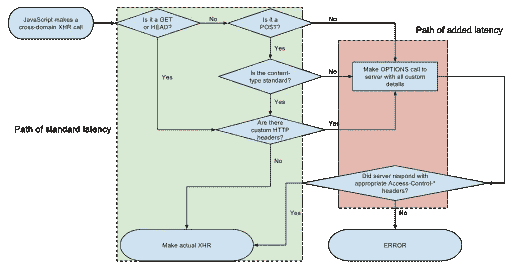 JavaScript makes a
cross-domain XHR call
Is it a GET
or HEAD?
No
Is it a
POST?
No
Path of added latency
Yes
Is the content-
type standard?
No
Make OPTIONS call to
server with all custom
details
Yes
Yes
Path of standard latency
Are there
custom HTTP
headers?
Yes
No
Did server respond with
appropriate Access-Control-*
headers?
Yes
No
Make actual XHR
ERROR